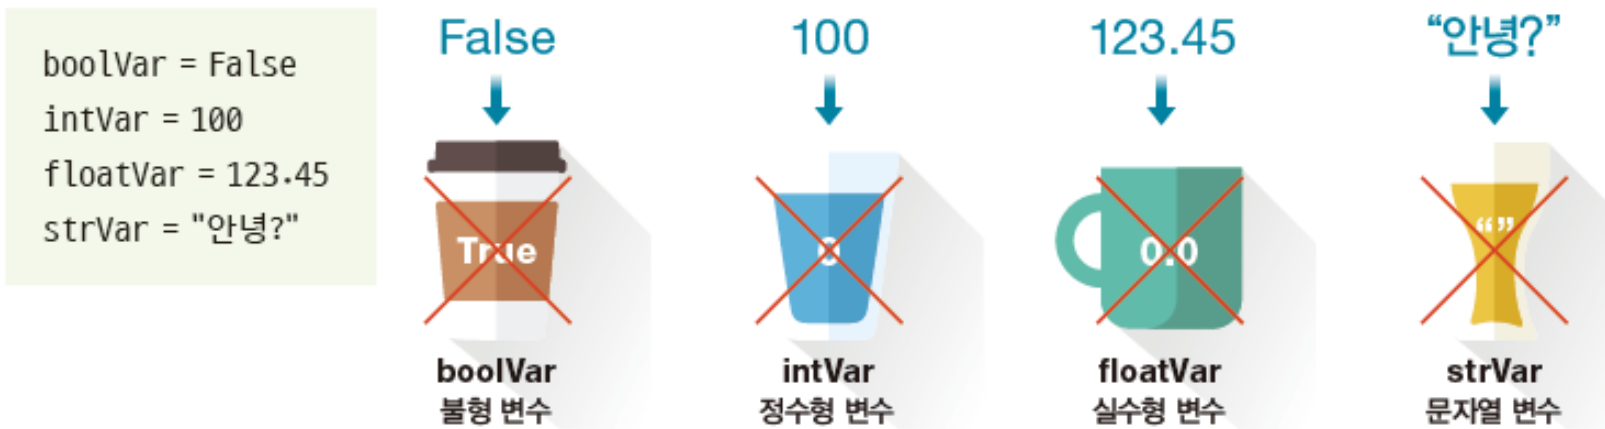 boolVar = False
intVar = 100
floatVar = 123.45
strVar = "안녕?"
False
100
123.45
“안녕?”
True
0
0.0
“ ”
boolVar
불형 변수
intVar
정수형 변수
floatVar
실수형 변수
strVar
문자열 변수